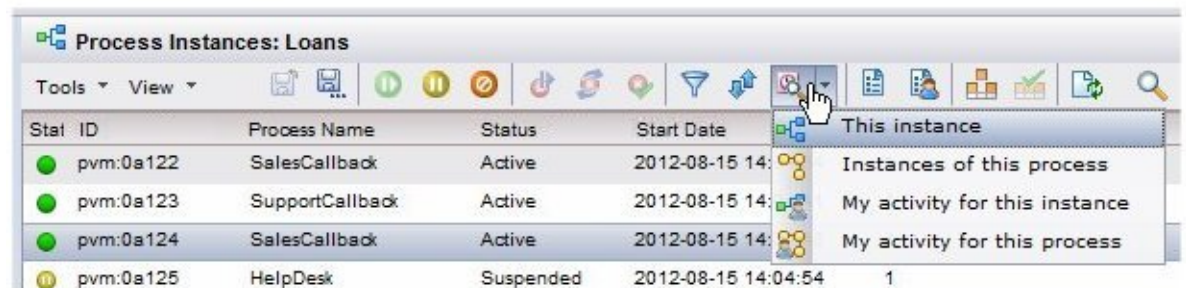 Process Instances: Loans
Tools View
Stat ID Process Name Status Start Date
This instance
pvm:0a122 SalesCallback Active 2012-08-15 14:
Instances of this process
pvm:0a123 SupportCallback Active 2012-08-15 14:
My activity for this instance
pvm:0a124 SalesCallback Active 2012-08-15 14:
My activity for this process
pvm:0a125 HelpDesk Suspended 2012-08-15 14:04:54 1